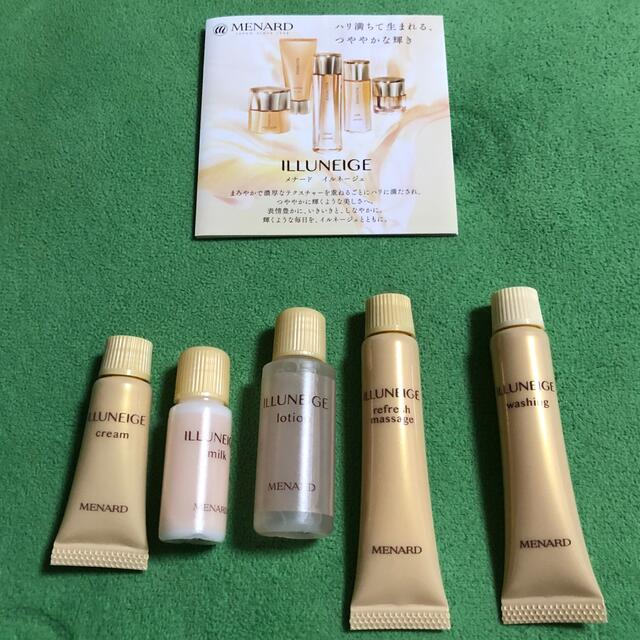 MENARD
JAPAN SINCE 1959
ハリ満ちて生まれる、
つややかな輝き
ILLUNEIGE
メナード イルネージュ
まろやかで濃厚なテクスチャーを重ねるごとにハリに満たされ、
つややかに輝くような美しさへ。
表情豊かに、いきいきと、しなやかに。
輝くような毎日を、イルネージュとともに。
ILLUNEIGE
cream
MENARD
ILLUNEIG
milk
MENARD
ILLUNEIGE
lotion
MENARD
ILLUNEIGE
refresh
massage
MENARD
ILLUNEIGE
washing
MENARD